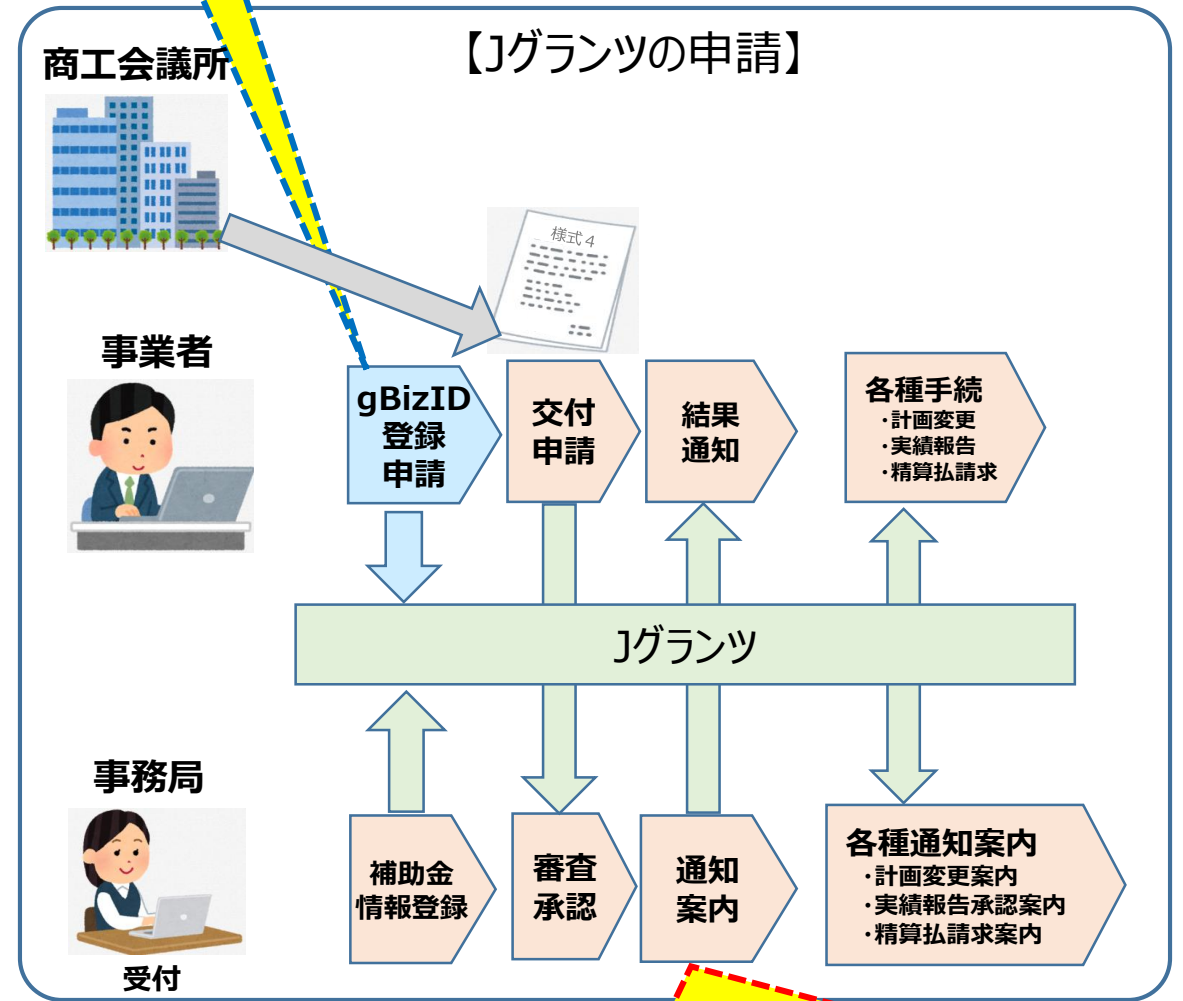 【Jグランツの申請】
商工会議所
様式４
事業者
gBizID
登録
申請
交付
申請
結果
通知
各種手続
・計画変更
・実績報告
・精算払請求
Jグランツ
事務局
受付
補助金
情報登録
審査
承認
通知
案内
各種通知案内
・計画変更案内
・実績報告承認案内
・精算払請求案内